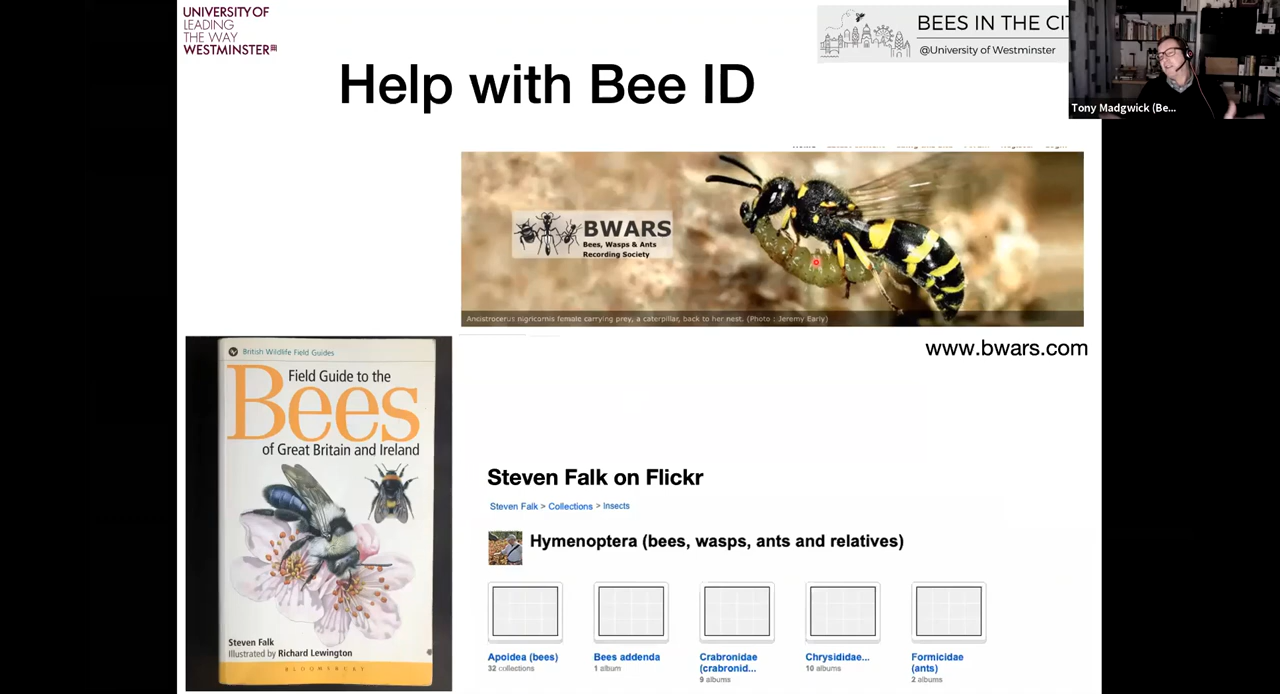 UNIVERSITY OF
LEADING
THE WAY
WESTMINSTER
BEES IN THE CIT
@University of Westminster
Tony Madgwick (Be...
Help with Bee ID
BWARS
Bees, Wasps & Ants
Recording Society
Ancistrocerus nigricornis female carrying prey, a caterpillar, back to her nest. (Photo : Jeremy Early)
www.bwars.com
British Wildlife Field Guides
Field Guide to the
Bees
of Great Britain and Ireland
Steven Falk
Illustrated by Richard Lewington
BLOOMSBURY
Steven Falk on Flickr
Steven Falk > Collections > Insects
Hymenoptera (bees, wasps, ants and relatives)
Apoidea (bees)
32 collections
Bees addenda
1 album
Crabronidae
(crabronid...
9 albums
Chrysididae...
10 albums
Formicidae
(ants)
2 albums